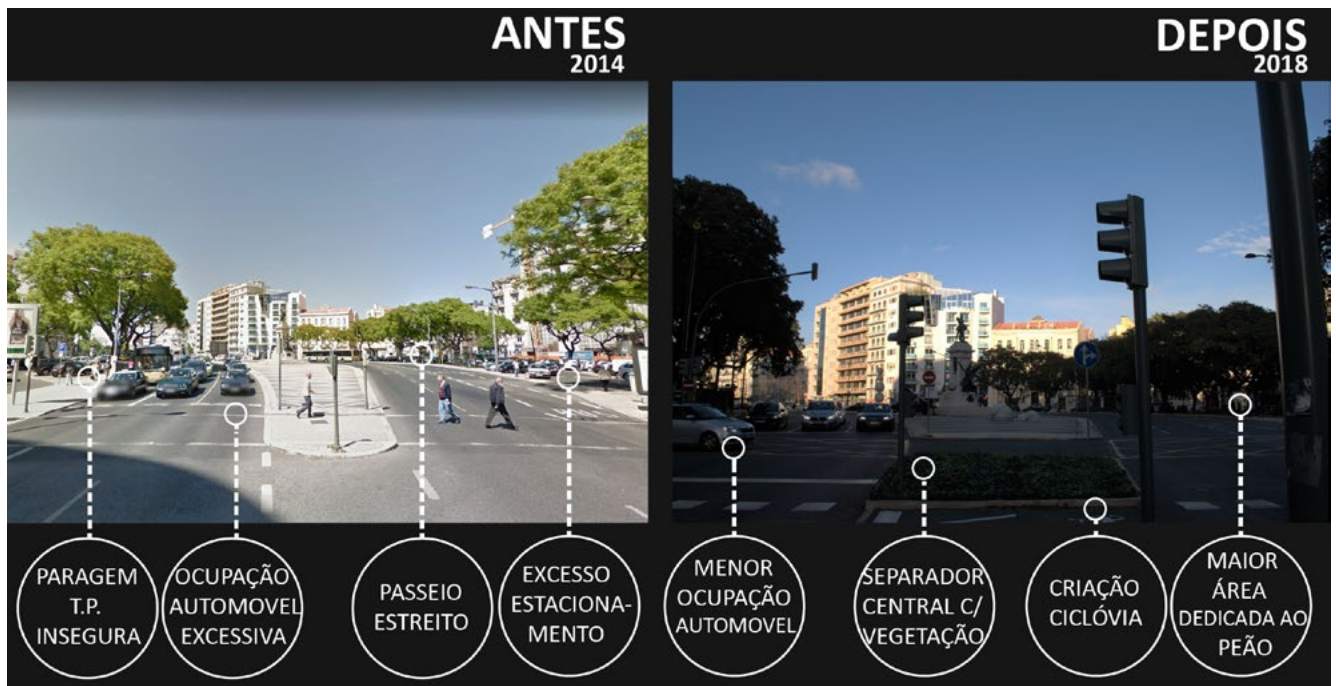 ANTES
2014
DEPOIS
2018
PARAGEM
T.P.
INSEGURA
OCUPAÇÃO
AUTOMOVEL
EXCESSIVA
PASSEIO
ESTREITO
EXCESSO
ESTACIONA-
MENTO
MENOR
OCUPAÇÃO
AUTOMOVEL
SEPARADOR
CENTRAL C/
VEGETAÇÃO
CRIAÇÃO
CICLÓVIA
MAIOR
ÁREA
DEDICADA AO
PEÃO